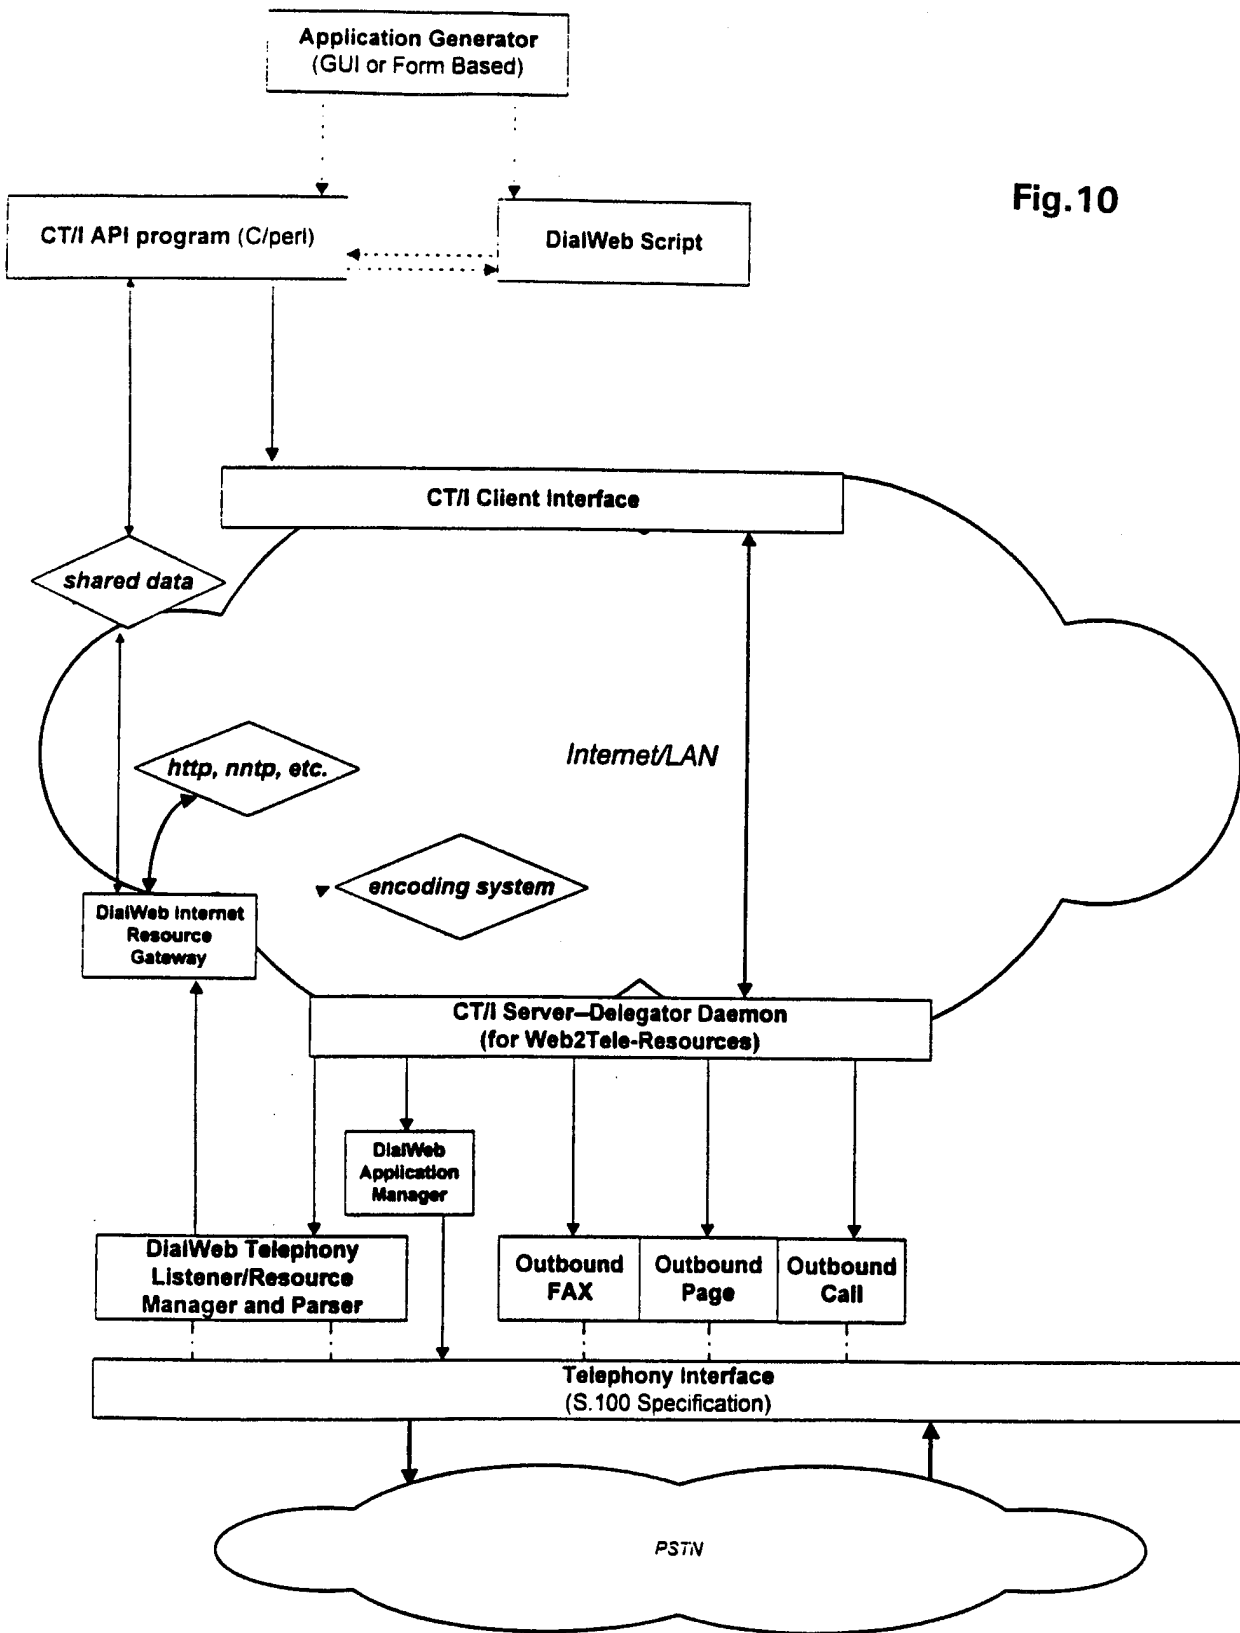 Application Generator
(GUI or Form Based)
Fig.10
CT/I API program (C/perl)
DialWeb Script
CT/I Client Interface
shared data
http, nntp, etc.
Internet/LAN
encoding system
DialWeb Internet
Resource
Gateway
CT/I Server–Delegator Daemon
(for Web2Tele-Resources)
DialWeb
Application
Manager
DialWeb Telephony
Listener/Resource
Manager and Parser
Outbound
FAX
Outbound
Page
Outbound
Call
Telephony Interface
(S.100 Specification)
PSTN